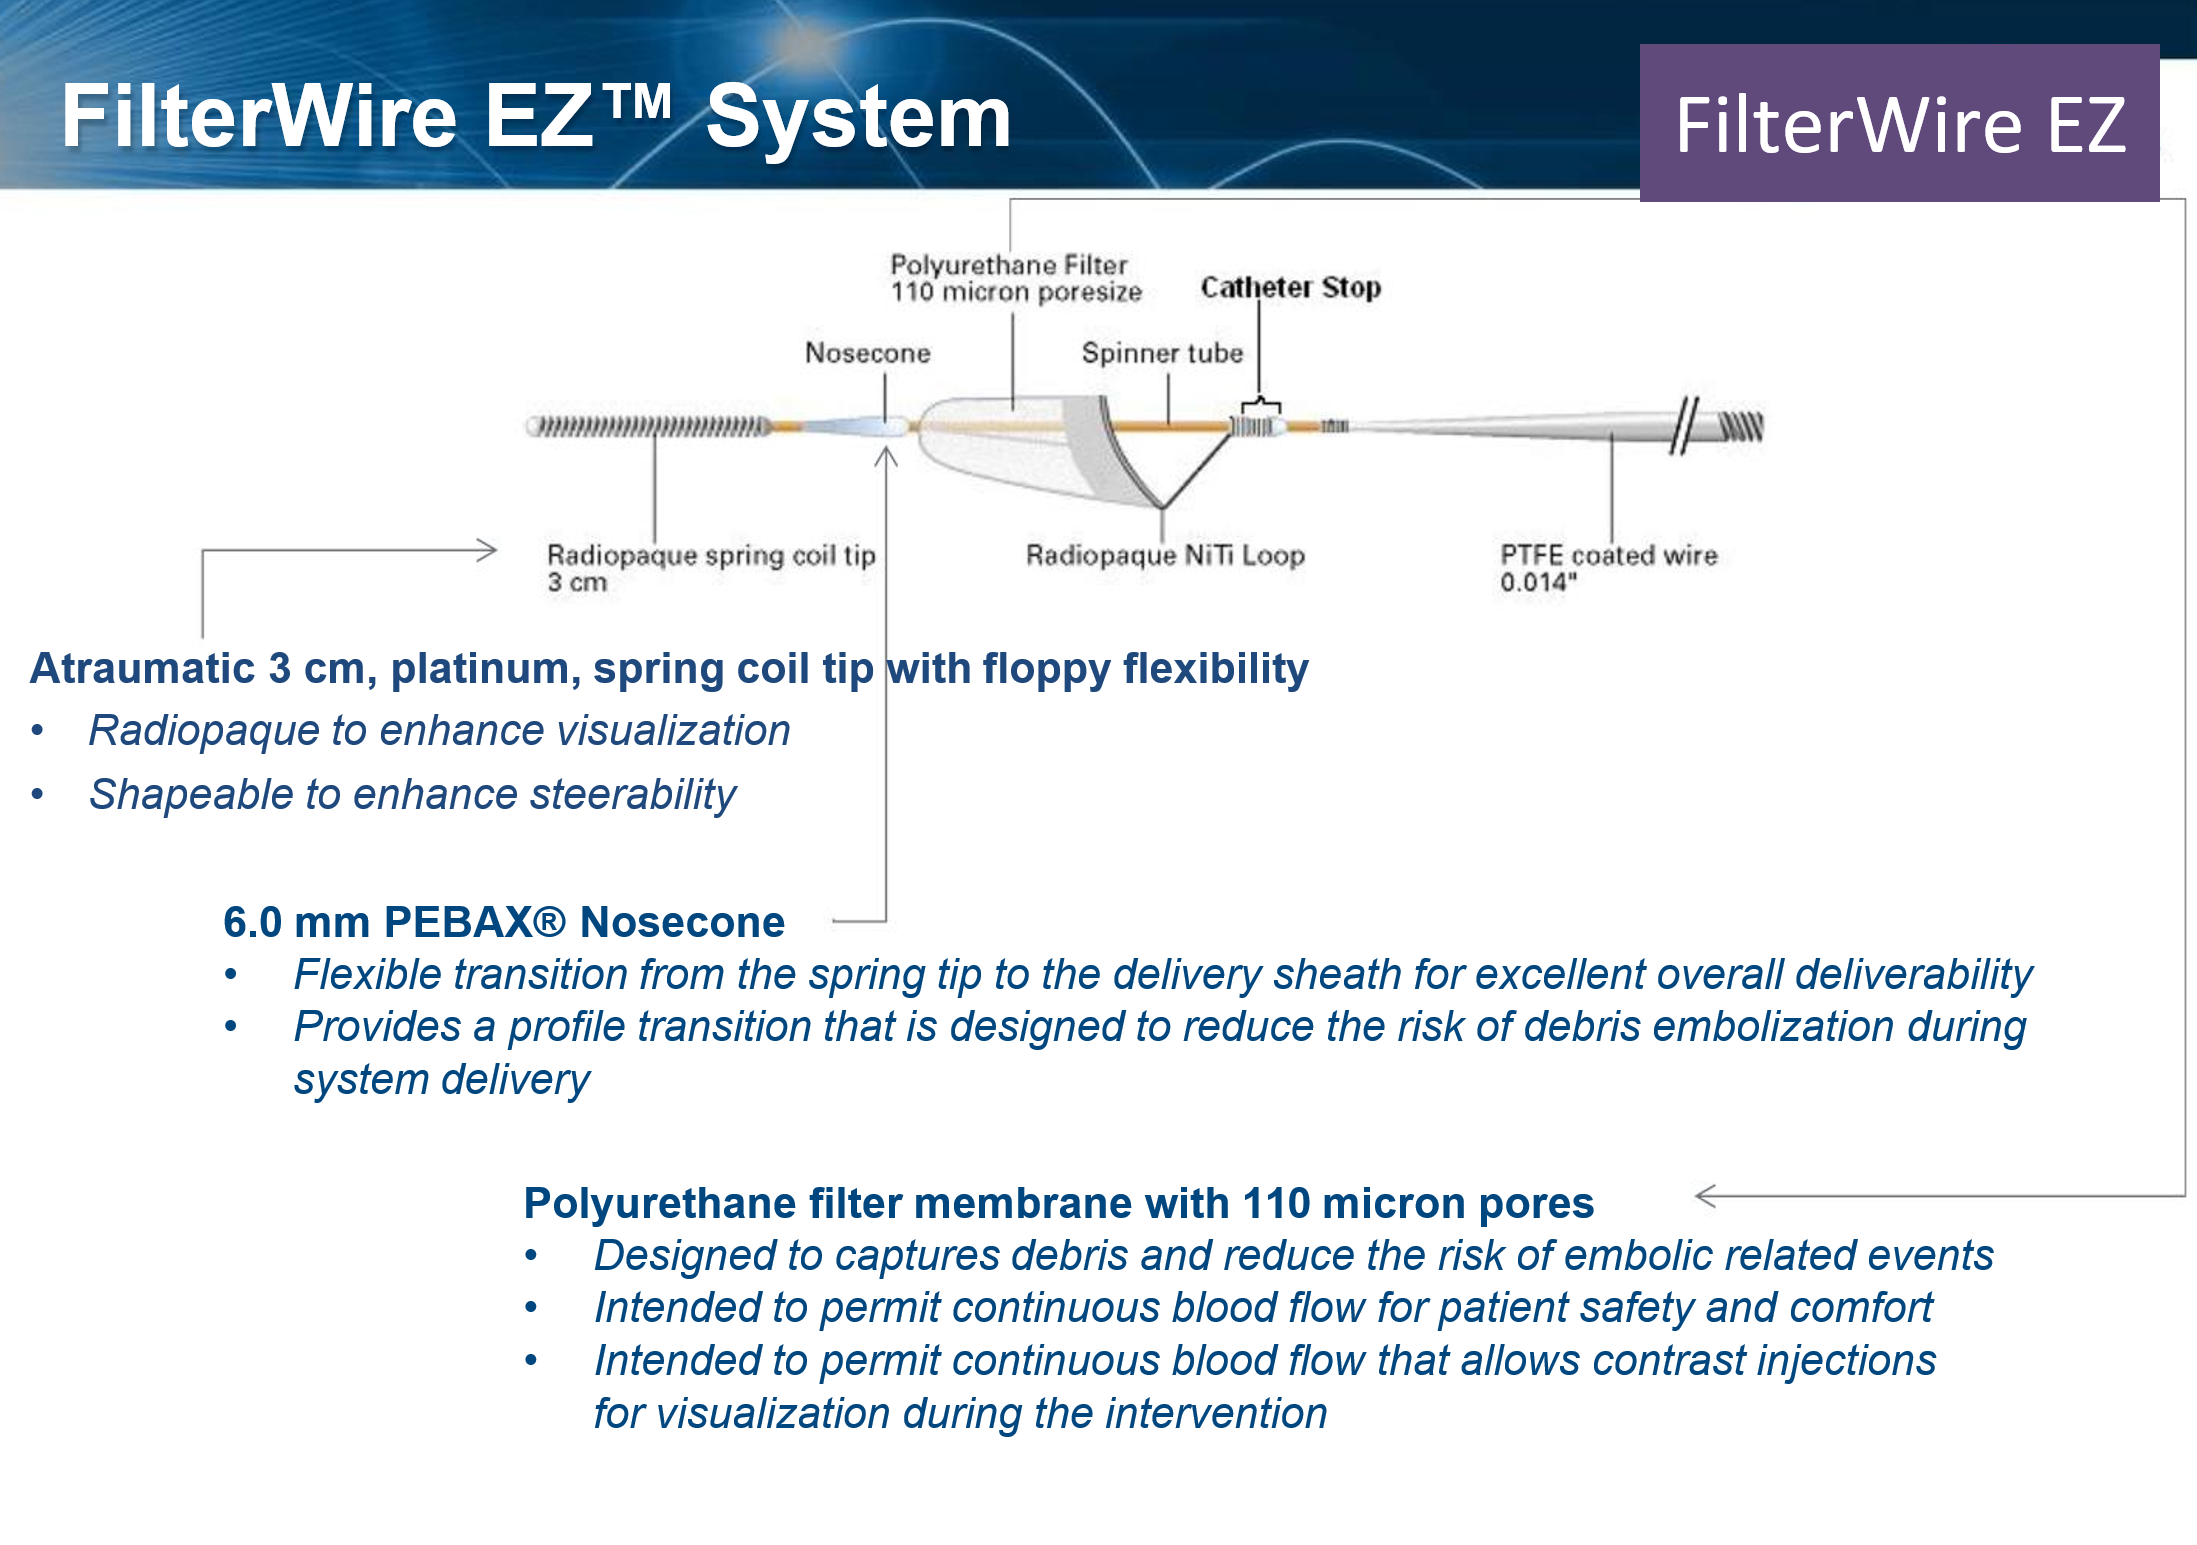 FilterWire EZ™ System
FilterWire EZ
Polyurethane Filter
110 micron poresize
Catheter Stop
Nosecone
Spinner tube
Radiopaque spring coil tip
3 cm
Radiopaque NiTi Loop
PTFE coated wire
0.014"
Atraumatic 3 cm, platinum, spring coil tip with floppy flexibility
• Radiopaque to enhance visualization
• Shapeable to enhance steerability
6.0 mm PEBAX® Nosecone
• Flexible transition from the spring tip to the delivery sheath for excellent overall deliverability
• Provides a profile transition that is designed to reduce the risk of debris embolization during
system delivery
Polyurethane filter membrane with 110 micron pores
• Designed to captures debris and reduce the risk of embolic related events
• Intended to permit continuous blood flow for patient safety and comfort
• Intended to permit continuous blood flow that allows contrast injections
for visualization during the intervention